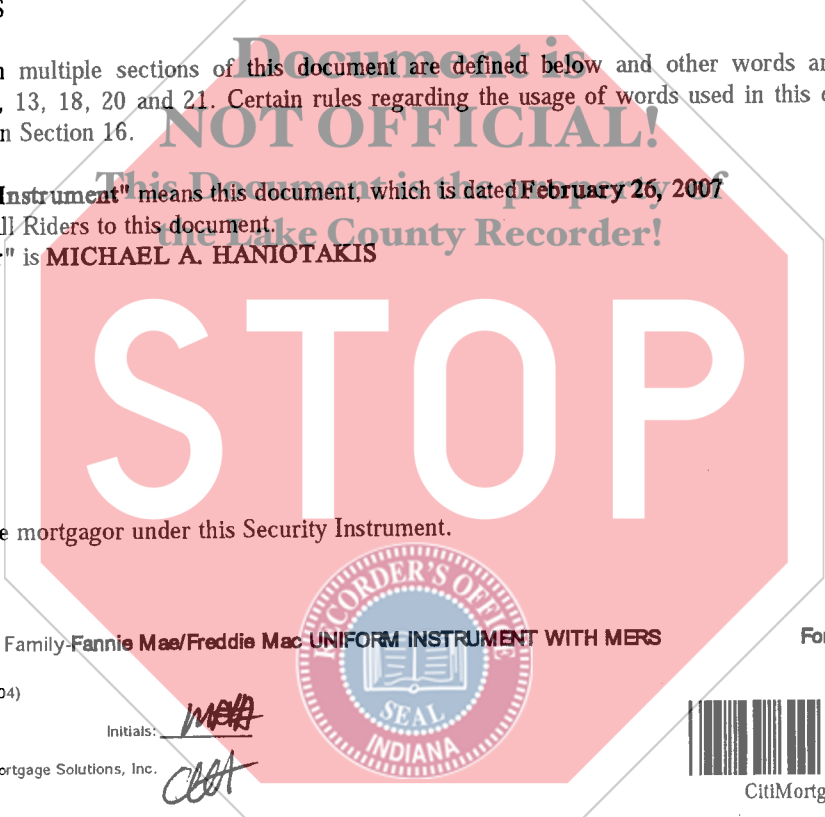 S
Document is
n multiple sections of this document are defined below and other words a
, 13, 18, 20 and 21. Certain rules regarding the usage of words used in this
n Section 16.
NOT OFFICIAL!
This Document is the property of
Instrument" means this document, which is dated February 26, 2007
ll Riders to this document.
the Lake County Recorder!
" is MICHAEL A. HANIOTAKIS
STOP
e mortgagor under this Security Instrument.
RECORDER'S OFFICE
Family-Fannie Mae/Freddie Mac UNIFORM INSTRUMENT WITH MERS
Fo
04)
SEAL
Initials:
INDIANA
ortgage Solutions, Inc.
CitiMortg